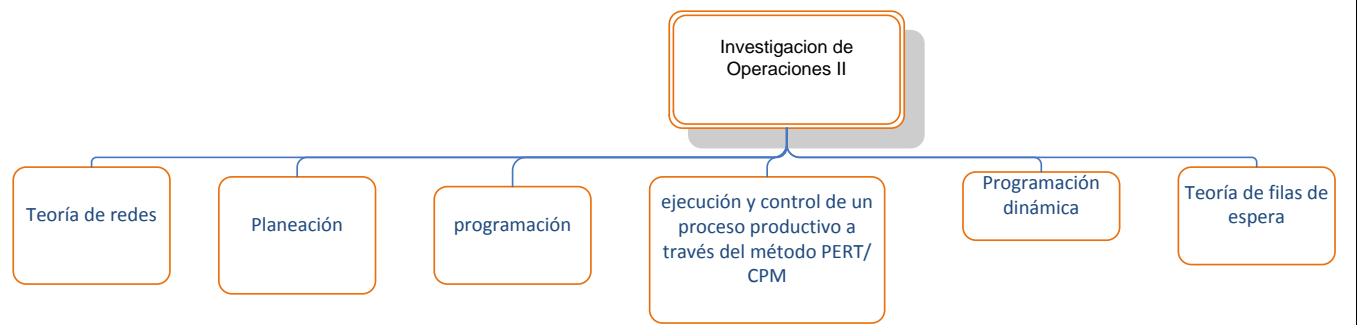 Investigacion de
Operaciones II
Teoría de redes
Planeación
programación
ejecución y control de un
proceso productivo a
través del método PERT/
CPM
Programación
dinámica
Teoría de filas de
espera